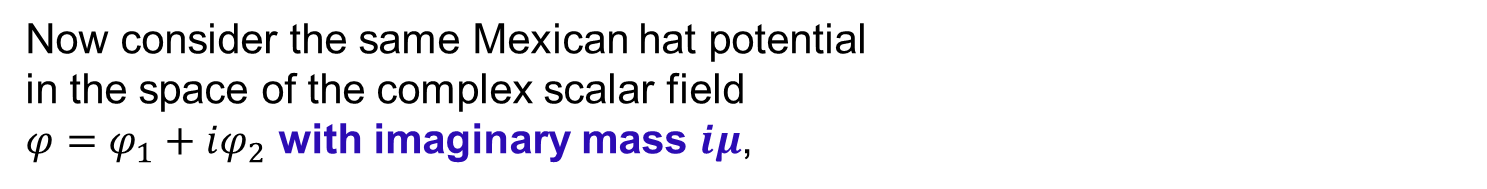 Now consider the same Mexican hat potential
in the space of the complex scalar field
𝜑 = 𝜑₁ + 𝑖𝜑₂ with imaginary mass 𝒊𝝁,